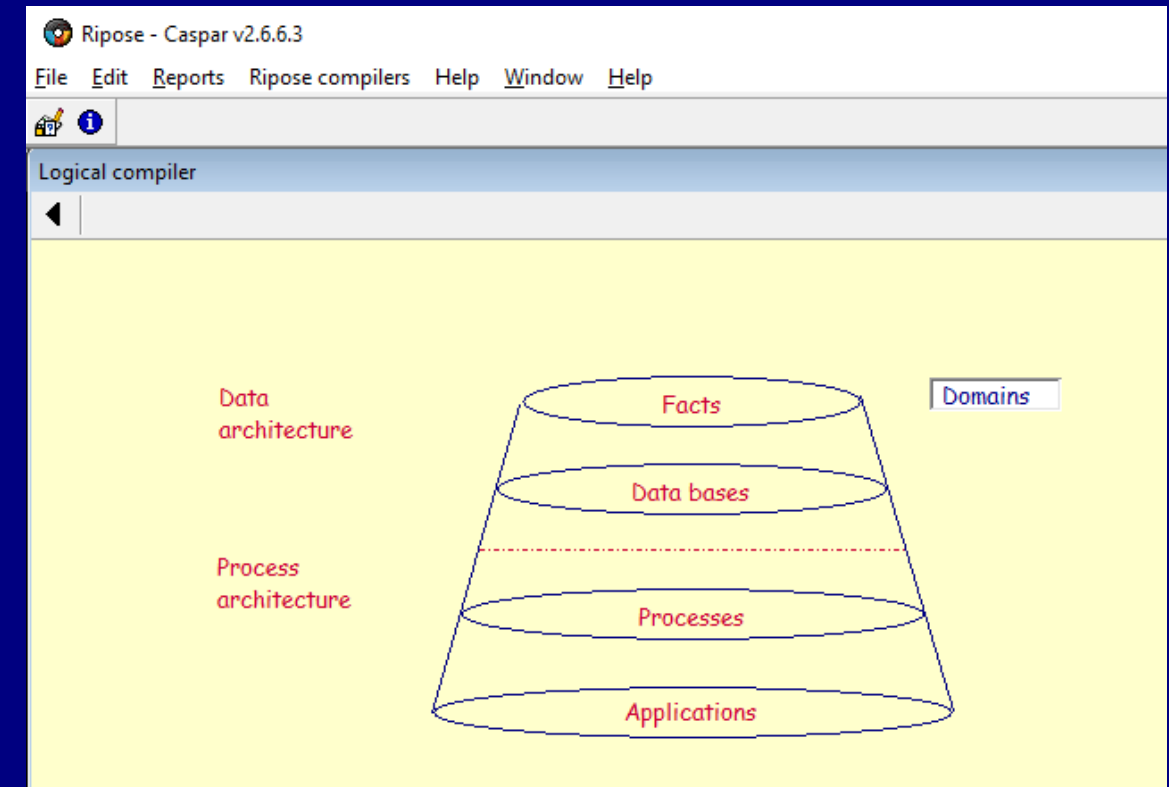 Ripose - Caspar v2.6.6.3
File Edit Reports Ripose compilers Help Window Help
Logical compiler
Data
architecture
Facts
Domains
Data bases
Process
architecture
Processes
Applications